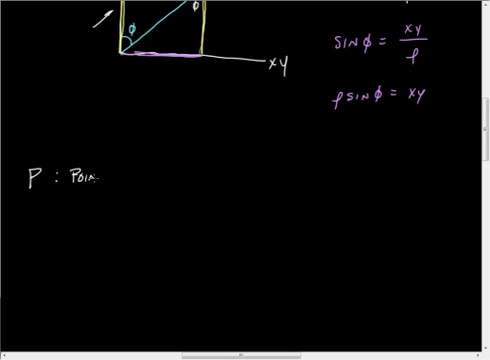 φ
φ
xy
sin φ = xy/ρ
ρ sin φ = xy
P : Poin